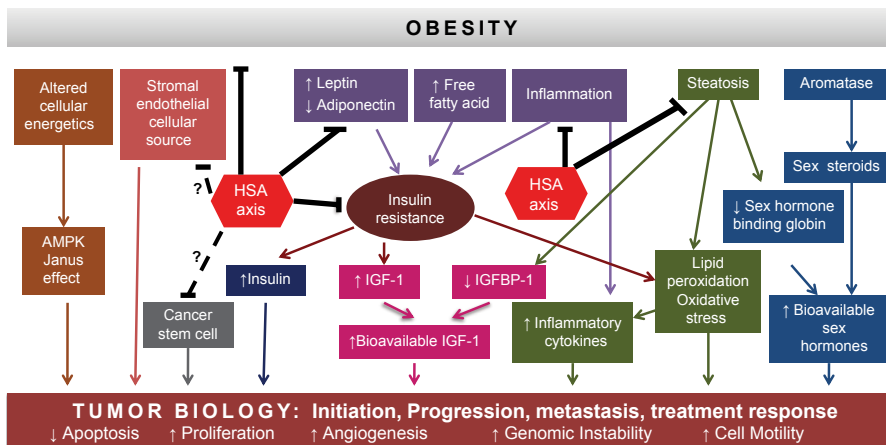 OBESITY
Altered
cellular
energetics
Stromal
endothelial
cellular
source
↑ Leptin
↓ Adiponectin
↑ Free
fatty acid
Inflammation
Steatosis
Aromatase
Sex steroids
?
HSA
axis
Insulin
resistance
HSA
axis
↓ Sex hormone
binding globin
?
AMPK
Janus
effect
↑Insulin
↑ IGF-1
↓ IGFBP-1
Lipid
peroxidation
Oxidative
stress
Cancer
stem cell
↑Bioavailable IGF-1
↑ Inflammatory
cytokines
↑ Bioavailable
sex
hormones
TUMOR BIOLOGY: Initiation, Progression, metastasis, treatment response
↓ Apoptosis ↑ Proliferation ↑ Angiogenesis ↑ Genomic Instability ↑ Cell Motility